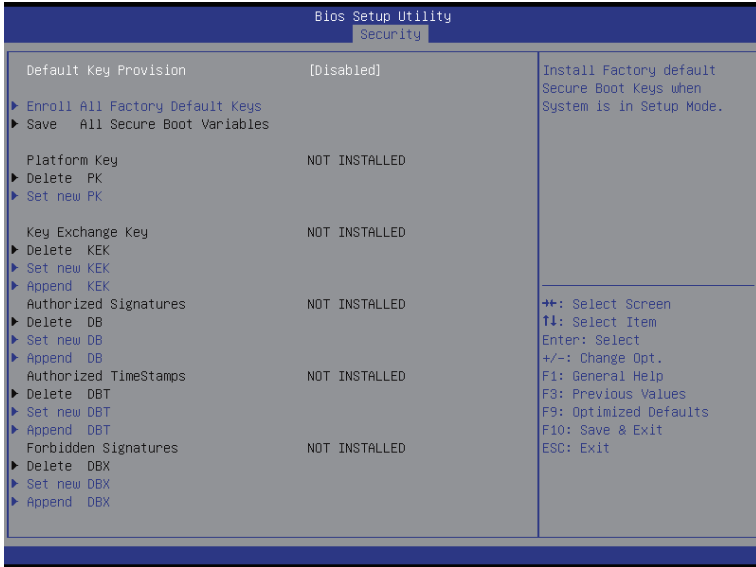 Bios Setup Utility
Security
Default Key Provision [Disabled]
Enroll All Factory Default Keys
Save All Secure Boot Variables
Platform Key NOT INSTALLED
Delete PK
Set new PK
Key Exchange Key NOT INSTALLED
Delete KEK
Set new KEK
Append KEK
Authorized Signatures NOT INSTALLED
Delete DB
Set new DB
Append DB
Authorized TimeStamps NOT INSTALLED
Delete DBT
Set new DBT
Append DBT
Forbidden Signatures NOT INSTALLED
Delete DBX
Set new DBX
Append DBX
Install Factory default
Secure Boot Keys when
System is in Setup Mode.
→←: Select Screen
↑↓: Select Item
Enter: Select
+/-: Change Opt.
F1: General Help
F3: Previous Values
F9: Optimized Defaults
F10: Save & Exit
ESC: Exit